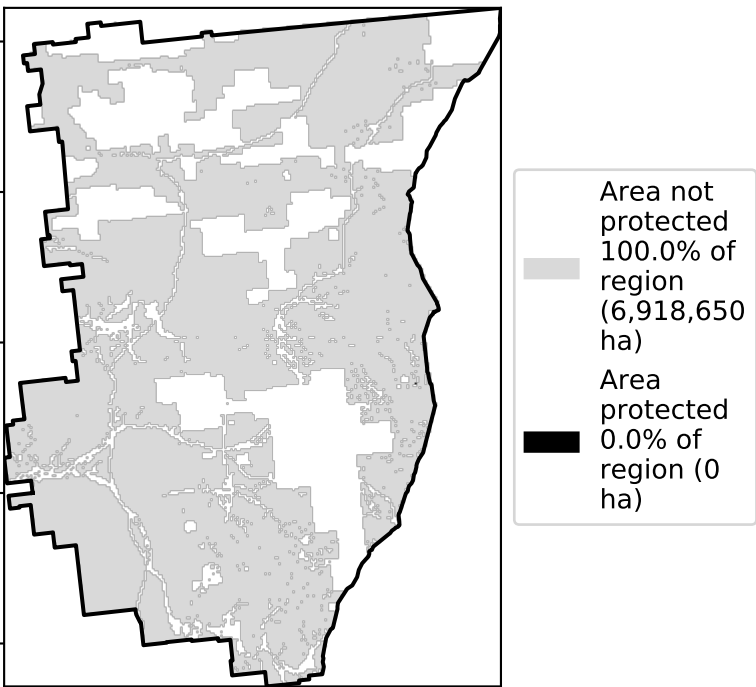 Area not
protected
100.0% of
region
(6,918,650
ha)
Area
protected
0.0% of
region (0
ha)